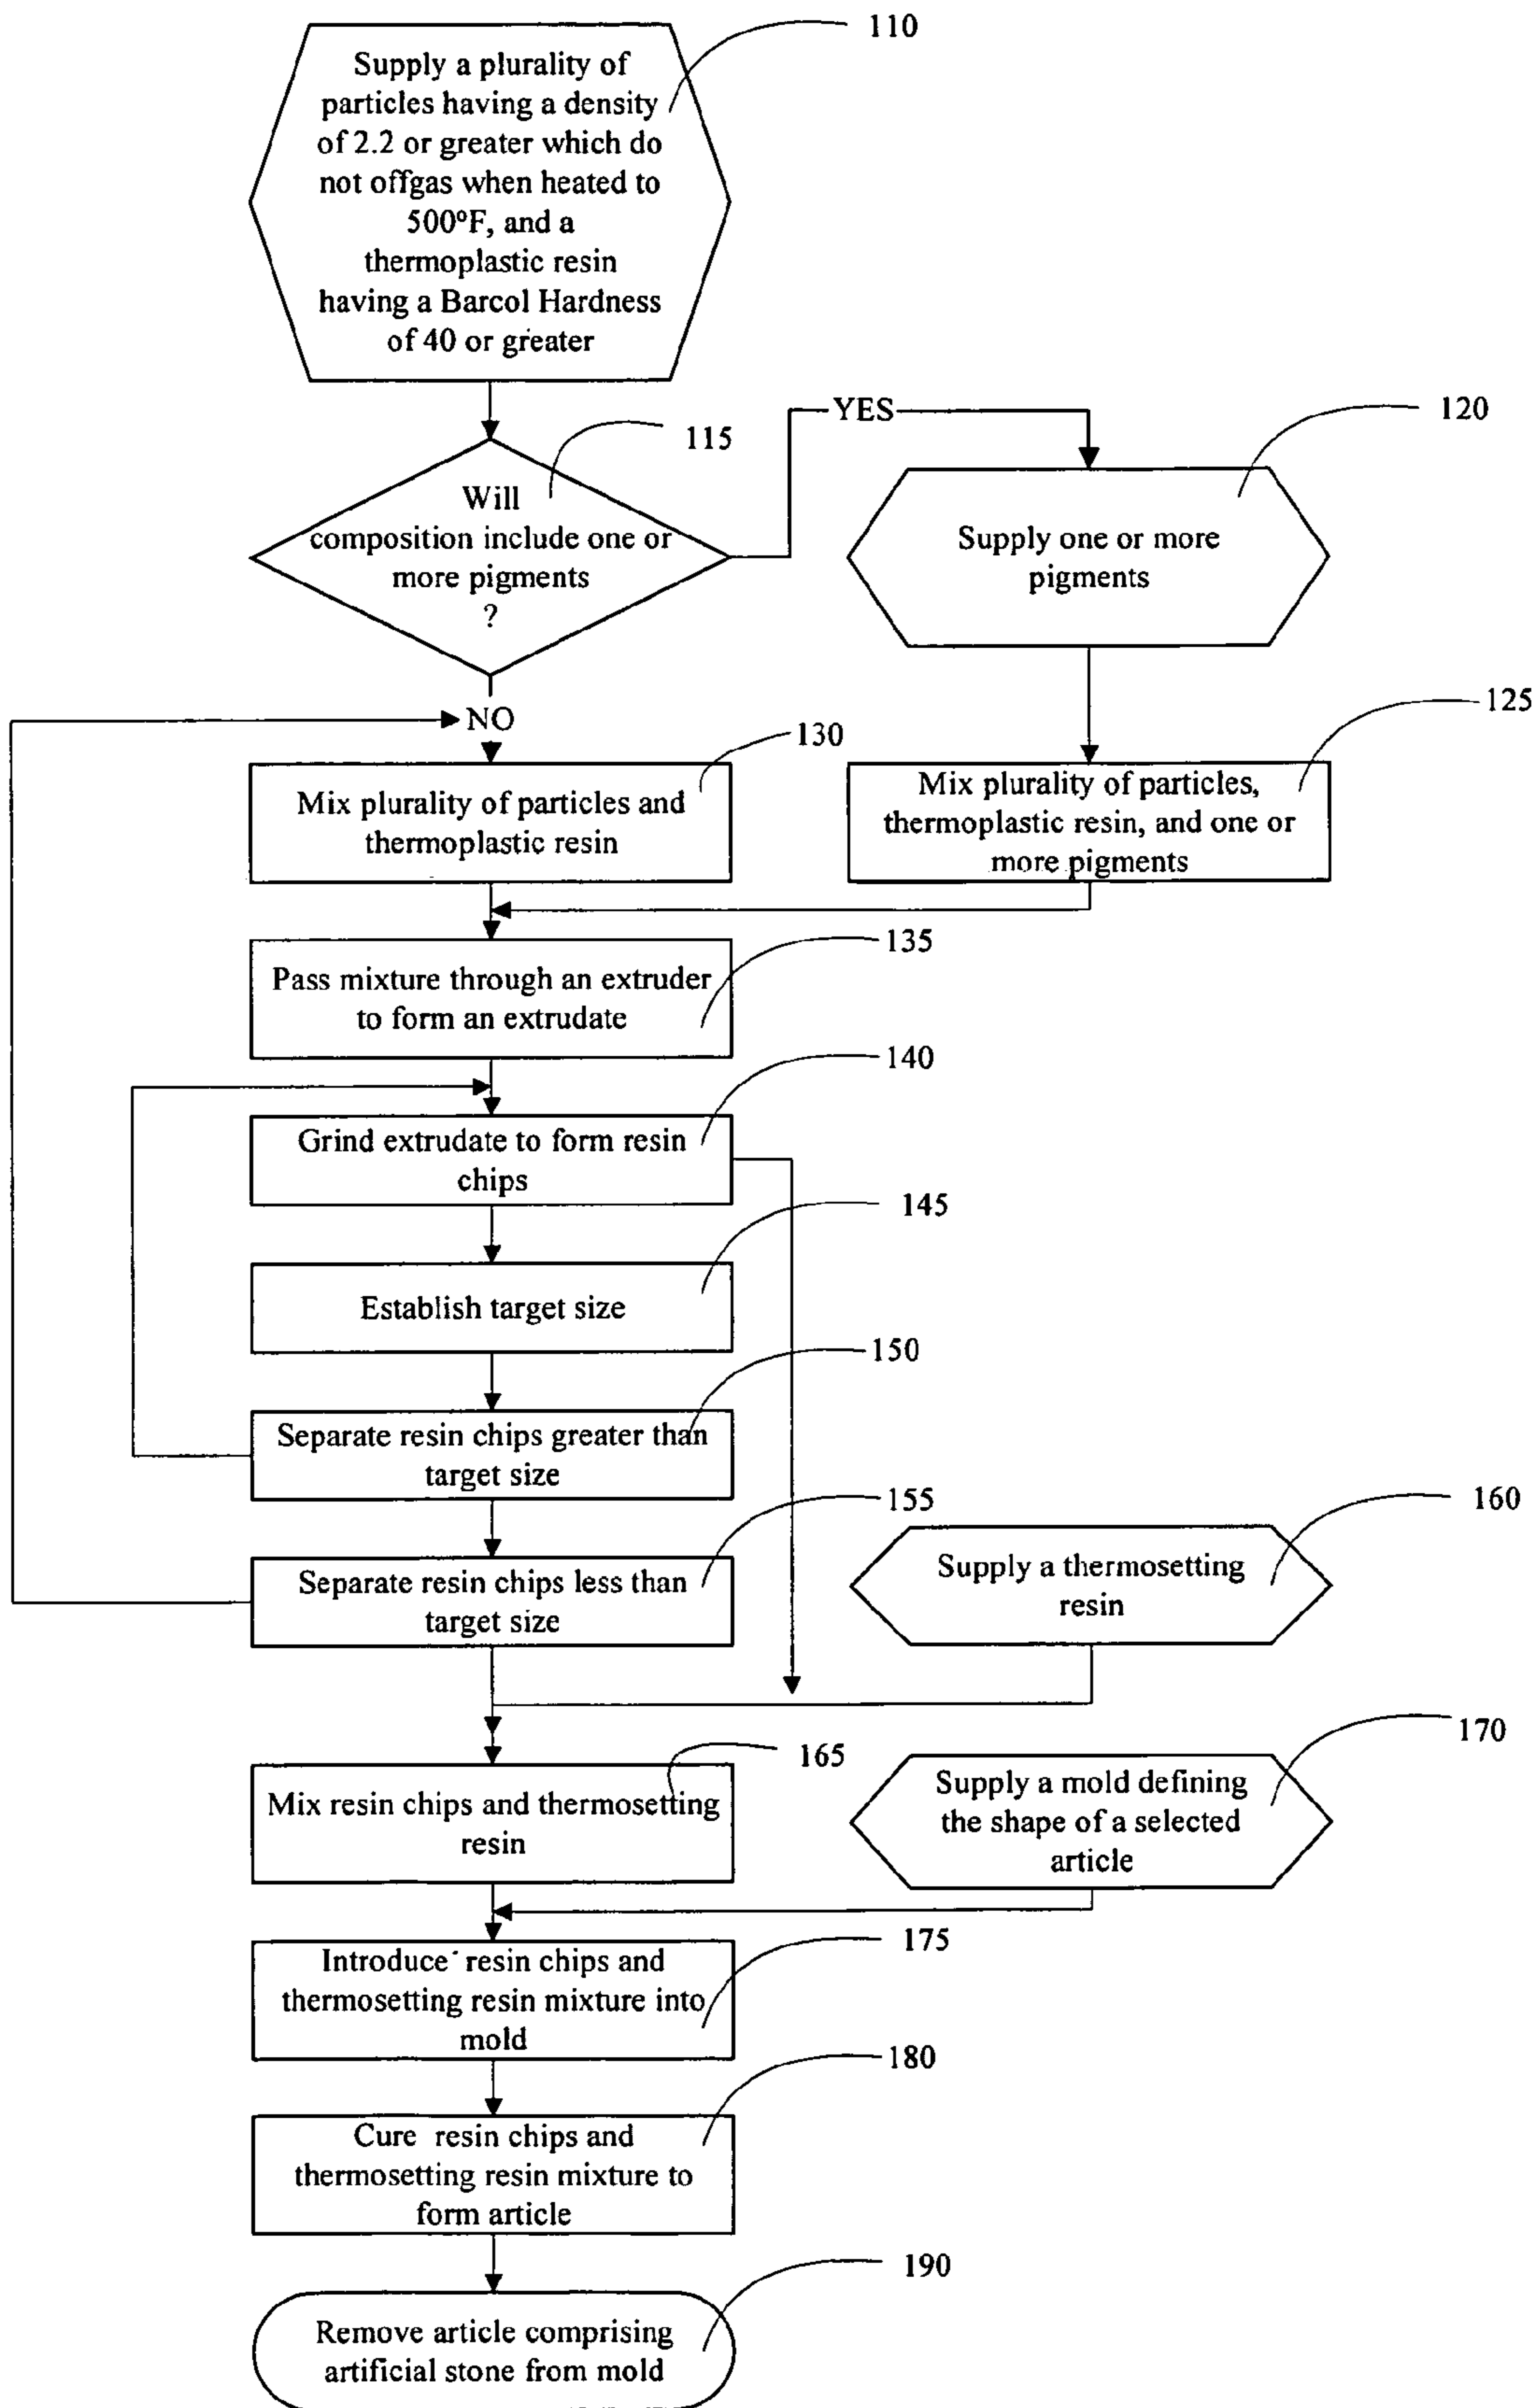 110
Supply a plurality of
particles having a density
of 2.2 or greater which do
not offgas when heated to
500ºF, and a
thermoplastic resin
having a Barcol Hardness
of 40 or greater
115
Will
composition include one or
more pigments
?
YES
120
Supply one or more
pigments
NO
130
Mix plurality of particles and
thermoplastic resin
125
Mix plurality of particles,
thermoplastic resin, and one or
more pigments
135
Pass mixture through an extruder
to form an extrudate
140
Grind extrudate to form resin
chips
145
Establish target size
150
Separate resin chips greater than
target size
155
Separate resin chips less than
target size
160
Supply a thermosetting
resin
165
Mix resin chips and thermosetting
resin
170
Supply a mold defining
the shape of a selected
article
175
Introduce resin chips and
thermosetting resin mixture into
mold
180
Cure resin chips and
thermosetting resin mixture to
form article
190
Remove article comprising
artificial stone from mold